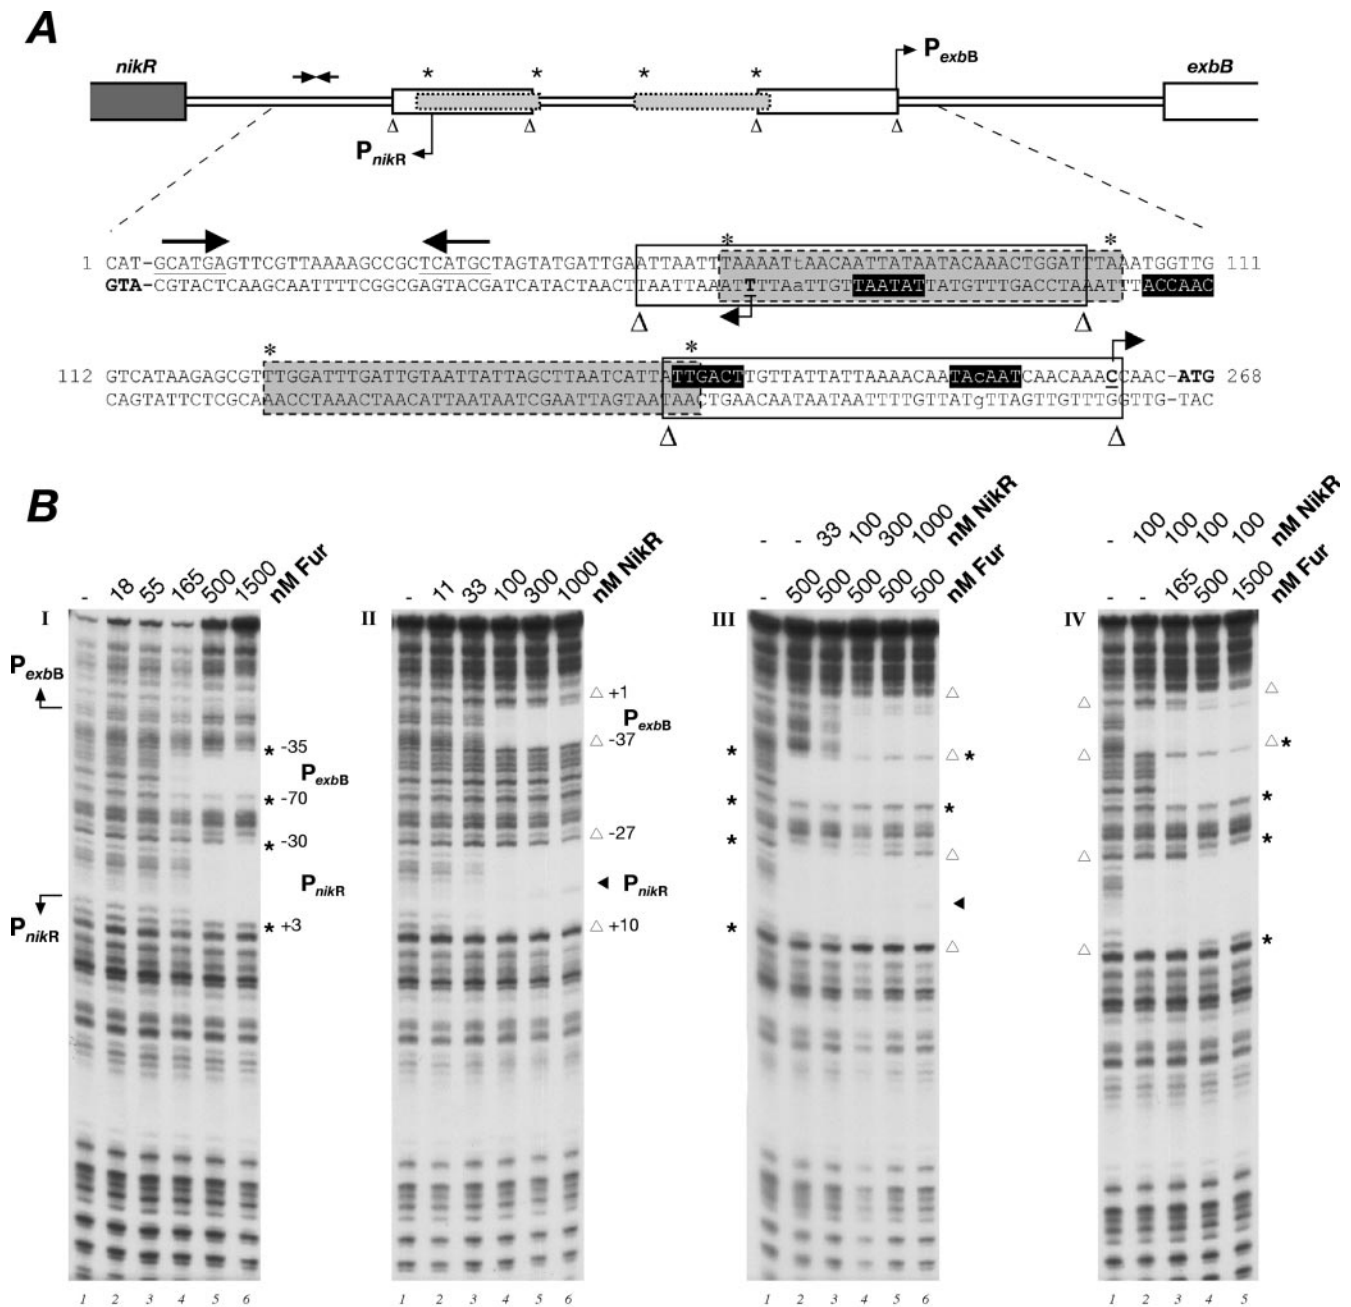 A
nikR
* * * *
PexbB
exbB
Δ Δ Δ Δ
PnikR
* *
1 CAT-GCATGAGTTCGTTAAAAGCCGCTCATGCTAGTATGATTGAATTAATTTAAAATtAACAATTATAATACAAACTGGATTTAAATGGTTG 111
GTA-CGTACTCAAGCAATTTTCGGCGAGTACGATCATACTAACTTAATTAAATTTTAaTTGTTAATATTATGTTTGACCTAAATTTACCAAC
Δ Δ
* *
112 GTCATAAGAGCGTTTGGATTTGATTGTAATTATTAGCTTAATCATTATTGACTTGTTATTATTAAAACAATAcAATCAACAAACCAAC-ATG 268
CAGTATTCTCGCAAACCTAAACTAACATTAATAATCGAATTAGTAATAACTGAACAATAATAATTTTGTTATgTTAGTTGTTTGGTTG-TAC
Δ Δ
B
I
- 18 55 165 500 1500 nM Fur
PexbB
* -35
PexbB
* -70
* -30
PnikR
PnikR
* +3
1 2 3 4 5 6
II
- 11 33 100 300 1000 nM NikR
Δ +1
PexbB
Δ -37
Δ -27
PnikR
Δ +10
1 2 3 4 5 6
III
- - 33 100 300 1000 nM NikR
- 500 500 500 500 500 nM Fur
1 2 3 4 5 6
IV
- 100 100 100 100 nM NikR
- - 165 500 1500 nM Fur
1 2 3 4 5